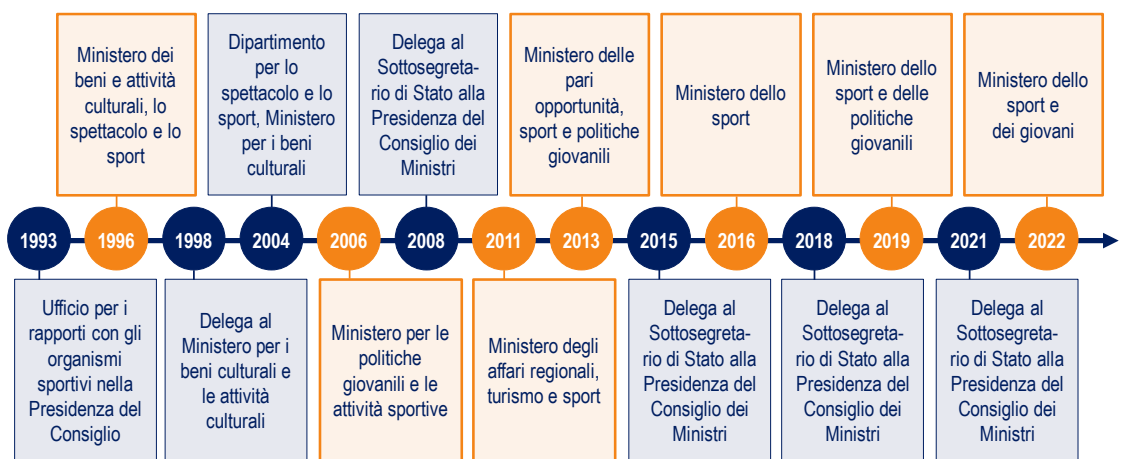 Ministero dei
beni e attività
culturali, lo
spettacolo e lo
sport
Dipartimento
per lo
spettacolo e lo
sport, Ministero
per i beni
culturali
Delega al
Sottosegreta-
rio di Stato alla
Presidenza del
Consiglio dei
Ministri
Ministero delle
pari
opportunità,
sport e politiche
giovanili
Ministero dello
sport
Ministero dello
sport e delle
politiche
giovanili
Ministero dello
sport e
dei giovani
1993 1996 1998 2004 2006 2008 2011 2013 2015 2016 2018 2019 2021 2022
Ufficio per i
rapporti con gli
organismi
sportivi nella
Presidenza del
Consiglio
Delega al
Ministero per i
beni culturali e
le attività
culturali
Ministero per le
politiche
giovanili e le
attività sportive
Ministero degli
affari regionali,
turismo e sport
Delega al
Sottosegreta-
rio di Stato alla
Presidenza del
Consiglio dei
Ministri
Delega al
Sottosegreta-
rio di Stato alla
Presidenza del
Consiglio dei
Ministri
Delega al
Sottosegreta-
rio di Stato alla
Presidenza del
Consiglio dei
Ministri